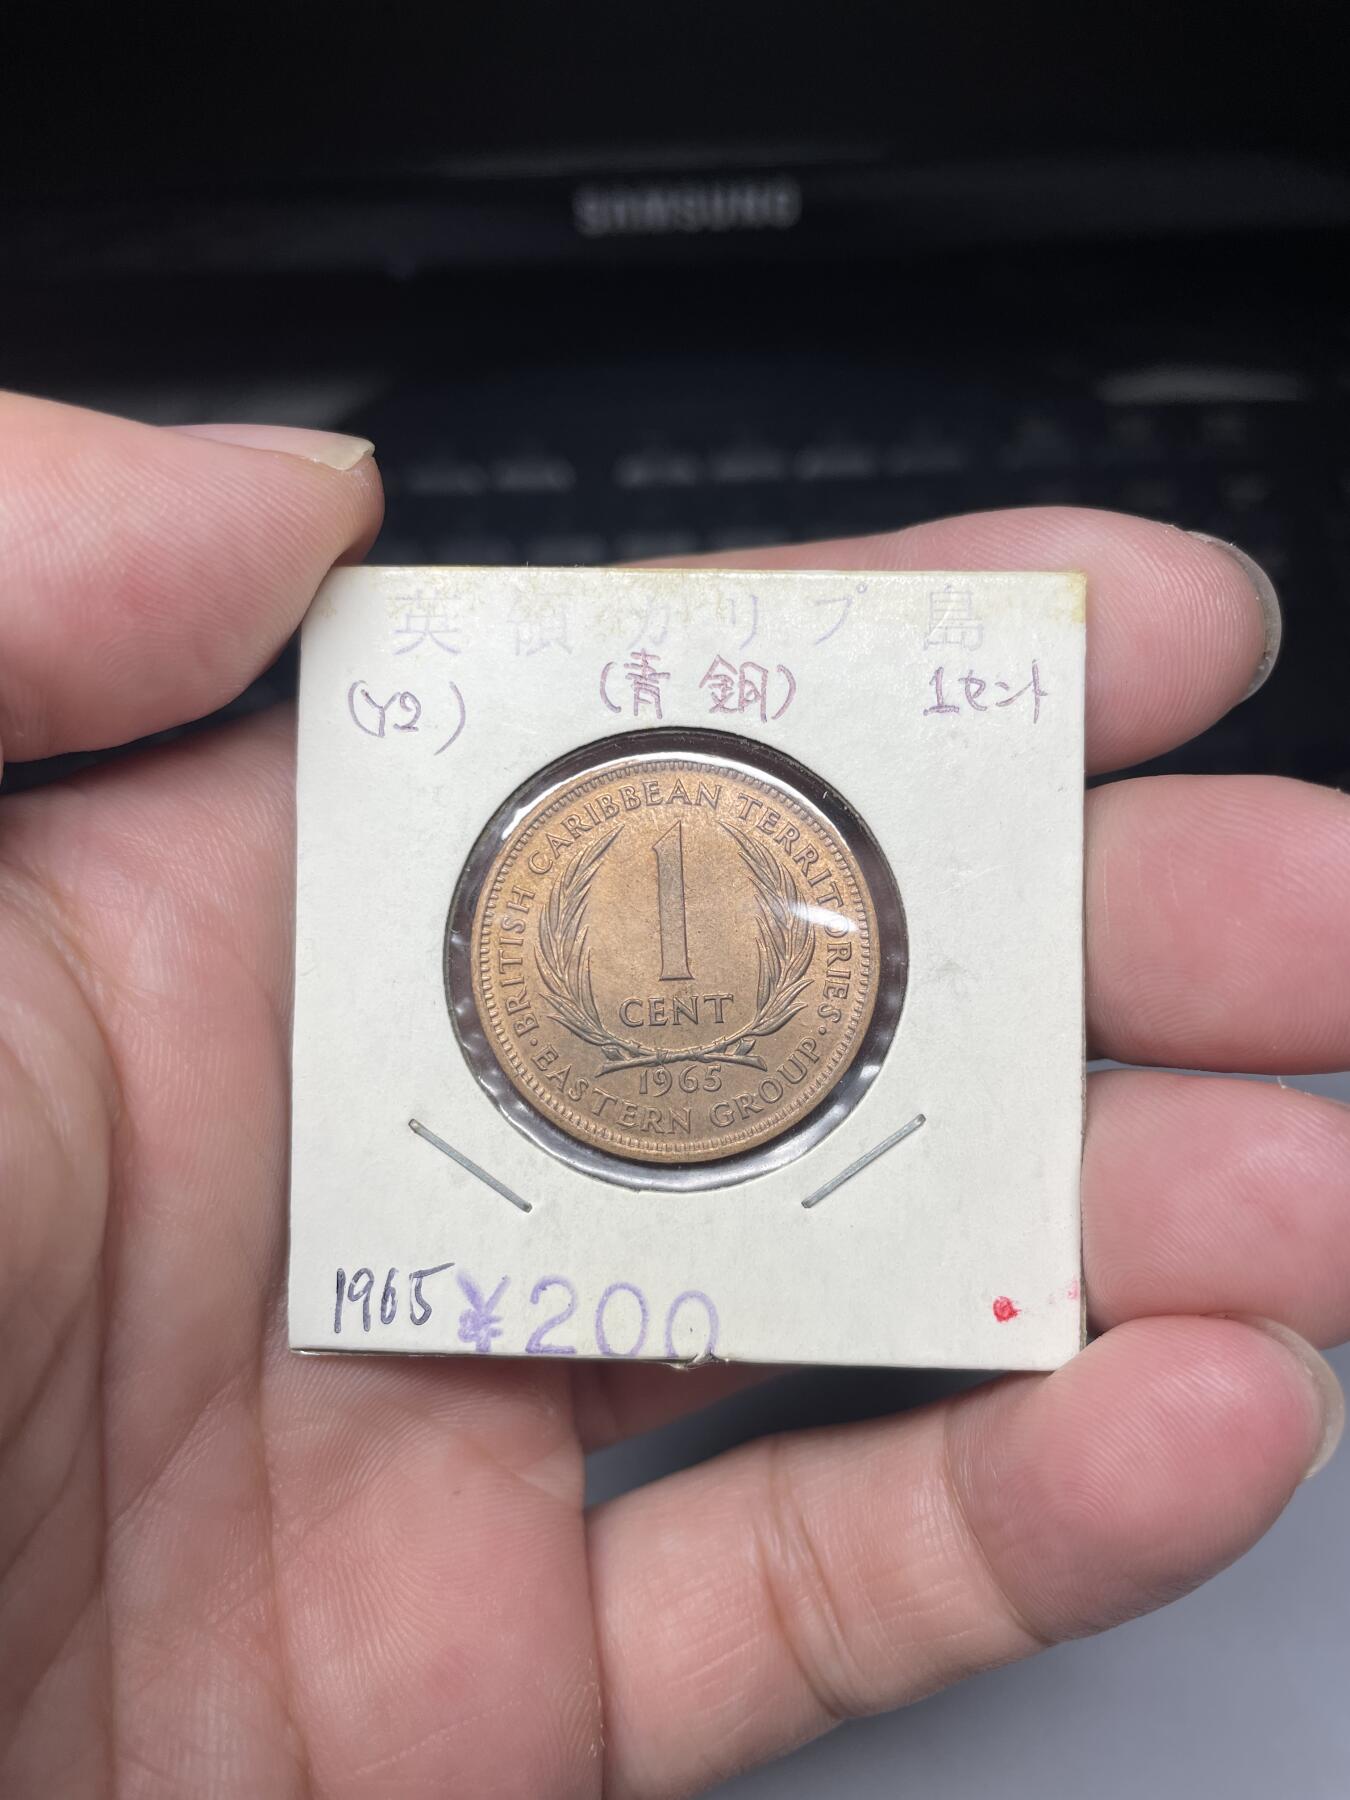 SAMSUNG
英領カリプ島
(Y2) (青銅) 1セント
BRITISH CARIBBEAN TERRITORIES
1
CENT
1965
EASTERN GROUP
1965 ¥200